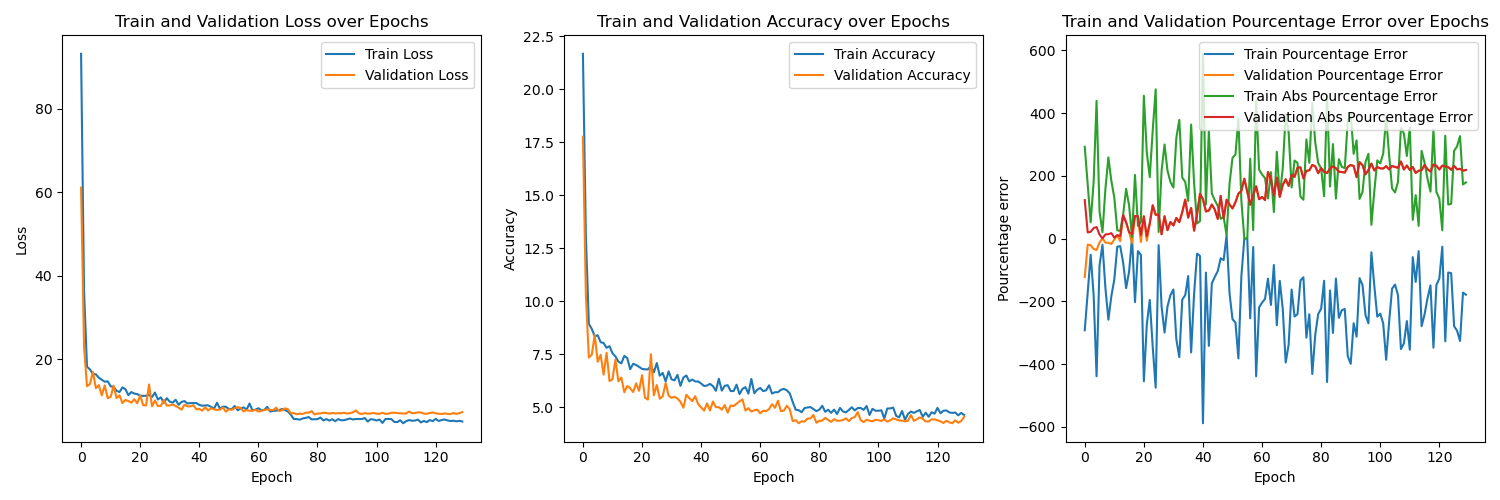 Train and Validation Loss over Epochs
Train Loss
Validation Loss
80
60
40
20
Loss
0 20 40 60 80 100 120
Epoch
Train and Validation Accuracy over Epochs
Train Accuracy
Validation Accuracy
22.5
20.0
17.5
15.0
12.5
10.0
7.5
5.0
Accuracy
0 20 40 60 80 100 120
Epoch
Train and Validation Pourcentage Error over Epochs
Train Pourcentage Error
Validation Pourcentage Error
Train Abs Pourcentage Error
Validation Abs Pourcentage Error
600
400
200
0
−200
−400
−600
Pourcentage error
0 20 40 60 80 100 120
Epoch